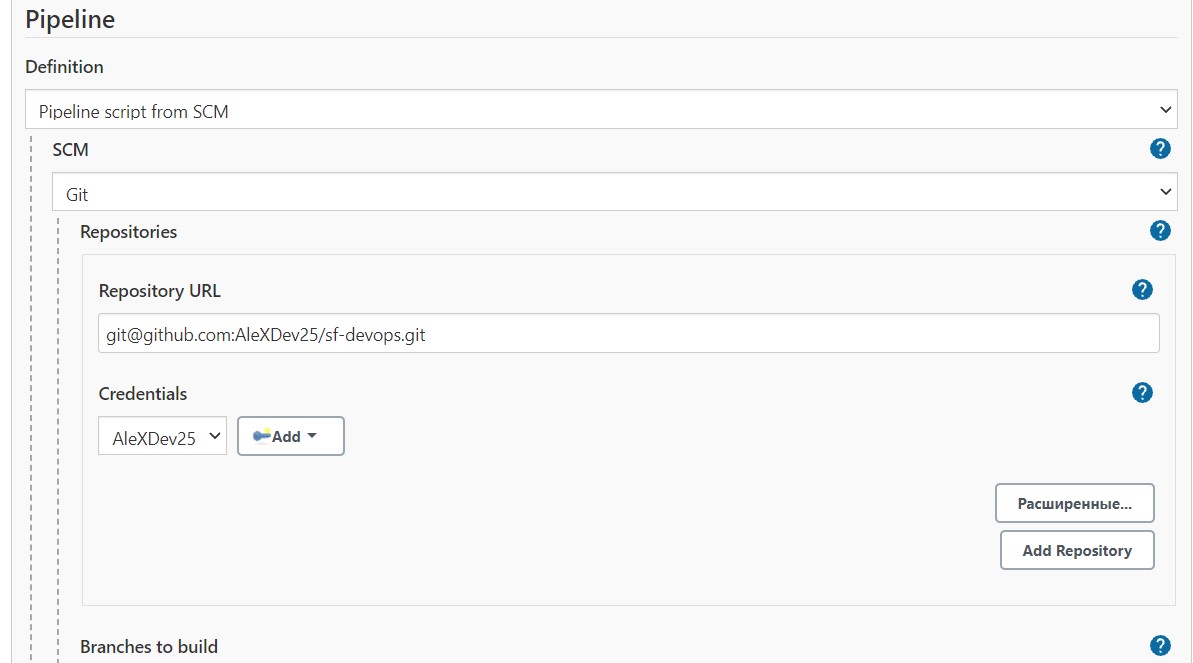 Pipeline
Definition
Pipeline script from SCM
SCM
?
Git
Repositories
?
Repository URL
?
git@github.com:AleXDev25/sf-devops.git
Credentials
?
AleXDev25
Add
Расширенные...
Add Repository
Branches to build
?